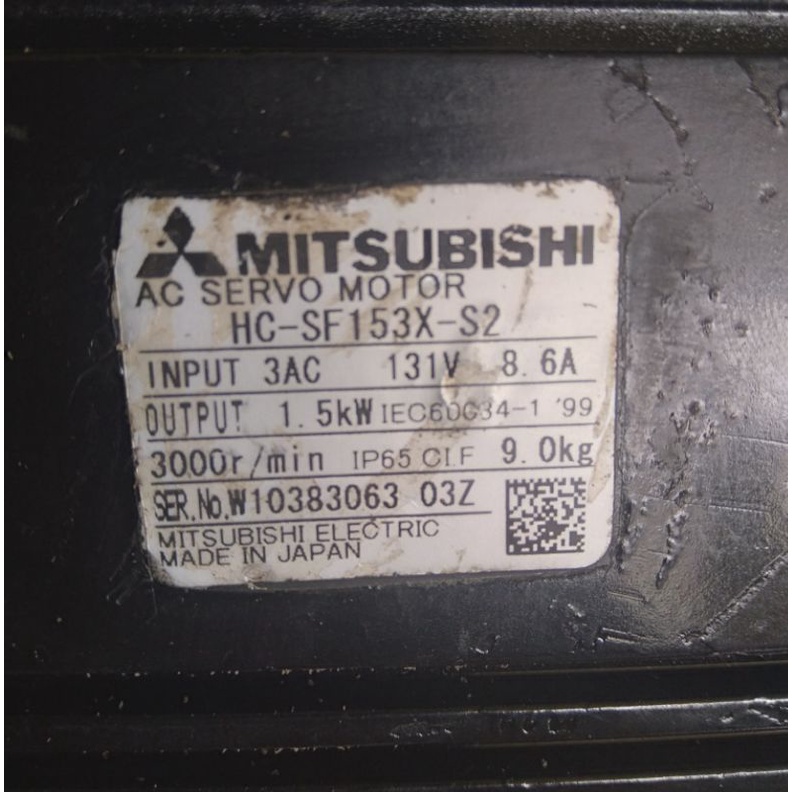 MITSUBISHI
AC SERVO MOTOR
HC-SF153X-S2
INPUT 3AC 131V 8.6A
OUTPUT 1.5kW IEC60034-1 '99
3000r/min IP65 CI.F 9.0kg
SER.No.W10383063 03Z
MITSUBISHI ELECTRIC
MADE IN JAPAN